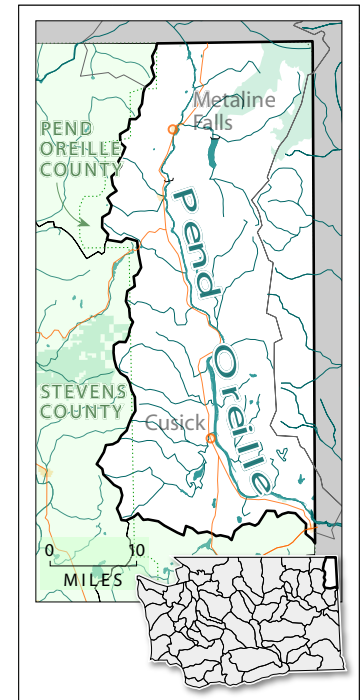 Metaline
Falls
PEND
OREILLE
COUNTY
Pend
Oreille
STEVENS
COUNTY
Cusick
0 10
MILES